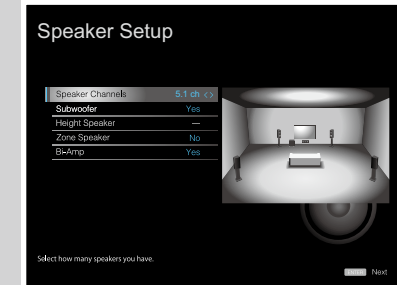 Speaker Setup
Speaker Channels 5.1 ch < >
Subwoofer Yes
Height Speaker ---
Zone Speaker No
Bi-Amp Yes
Select how many speakers you have.
ENTER Next